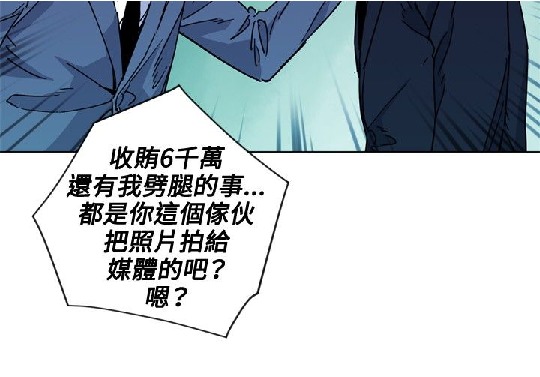 收賄6千萬
還有我劈腿的事...
都是你這個傢伙
把照片拍給
媒體的吧?
嗯?